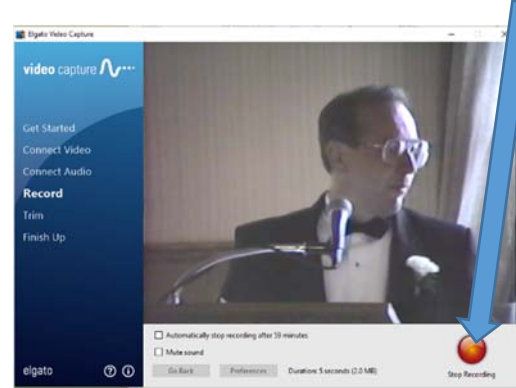 Elgato Video Capture
video capture
Get Started
Connect Video
Connect Audio
Record
Trim
Finish Up
Automatically stop recording after 59 minutes
Mute sound
Go Back Preferences Duration: 5 seconds (2.0 MB)
Stop Recording
elgato